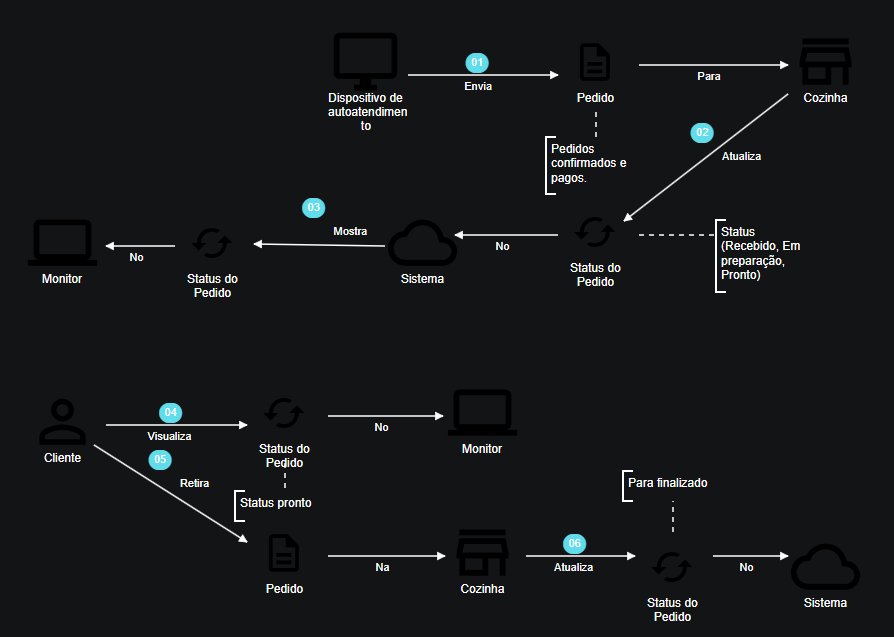 01
Envia
Dispositivo de
autoatendimen
to
Pedido
Para
Cozinha
Pedidos
confirmados e
pagos.
02
Atualiza
Status
(Recebido, Em
preparação,
Pronto)
Status do
Pedido
No
Sistema
03
Mostra
Status do
Pedido
No
Monitor
Cliente
04
Visualiza
Status do
Pedido
No
Monitor
05
Retira
Status pronto
Pedido
Na
Cozinha
06
Atualiza
Para finalizado
Status do
Pedido
No
Sistema